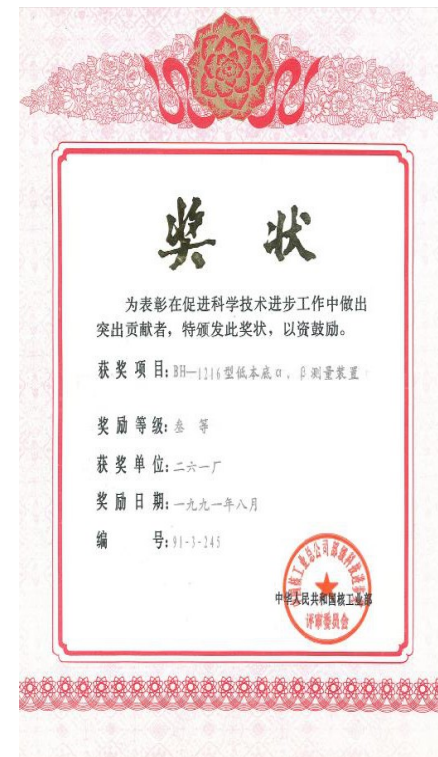 奖 状
为表彰在促进科学技术进步工作中做出
突出贡献者，特颁发此奖状，以资鼓励。
获奖项目:BH—1216型低本底α、β测量装置
奖励等级:叁等
获奖单位:二六一厂
奖励日期:一九九一年八月
编号:91-3-245
中华人民共和国核工业部
评审委员会